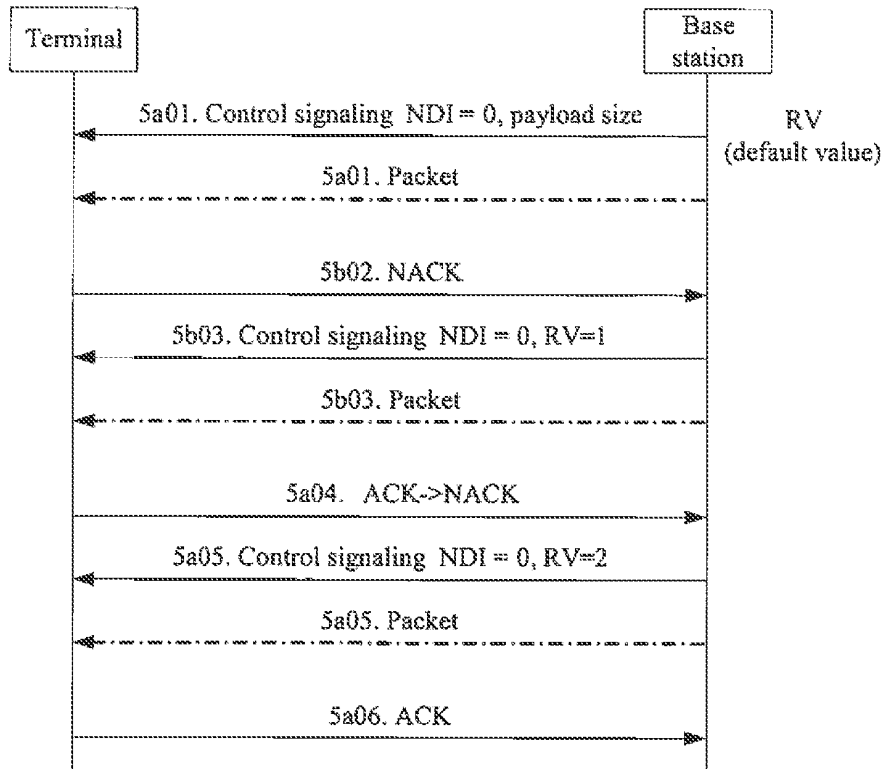 Terminal
Base
station
5a01. Control signaling NDI = 0, payload size
RV
(default value)
5a01. Packet
5b02. NACK
5b03. Control signaling NDI = 0, RV=1
5b03. Packet
5a04. ACK->NACK
5a05. Control signaling NDI = 0, RV=2
5a05. Packet
5a06. ACK